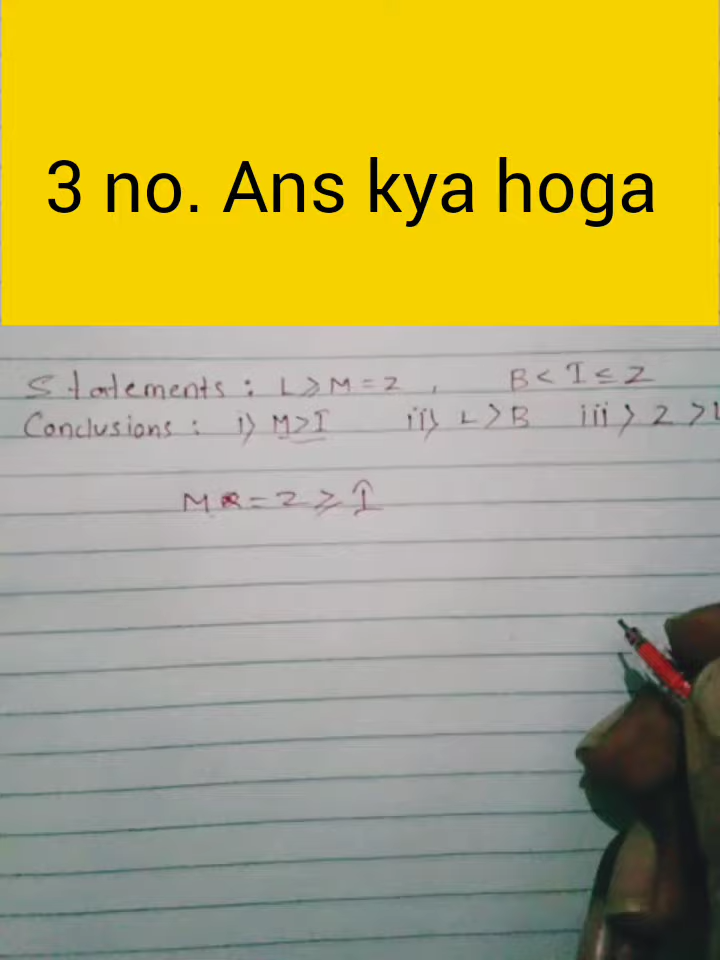 3 no. Ans kya hoga
Statements : L ≥ M = Z , B < I ≤ Z
Conclusions : i) M > I ii) L > B iii) Z >
M = Z ≥ I